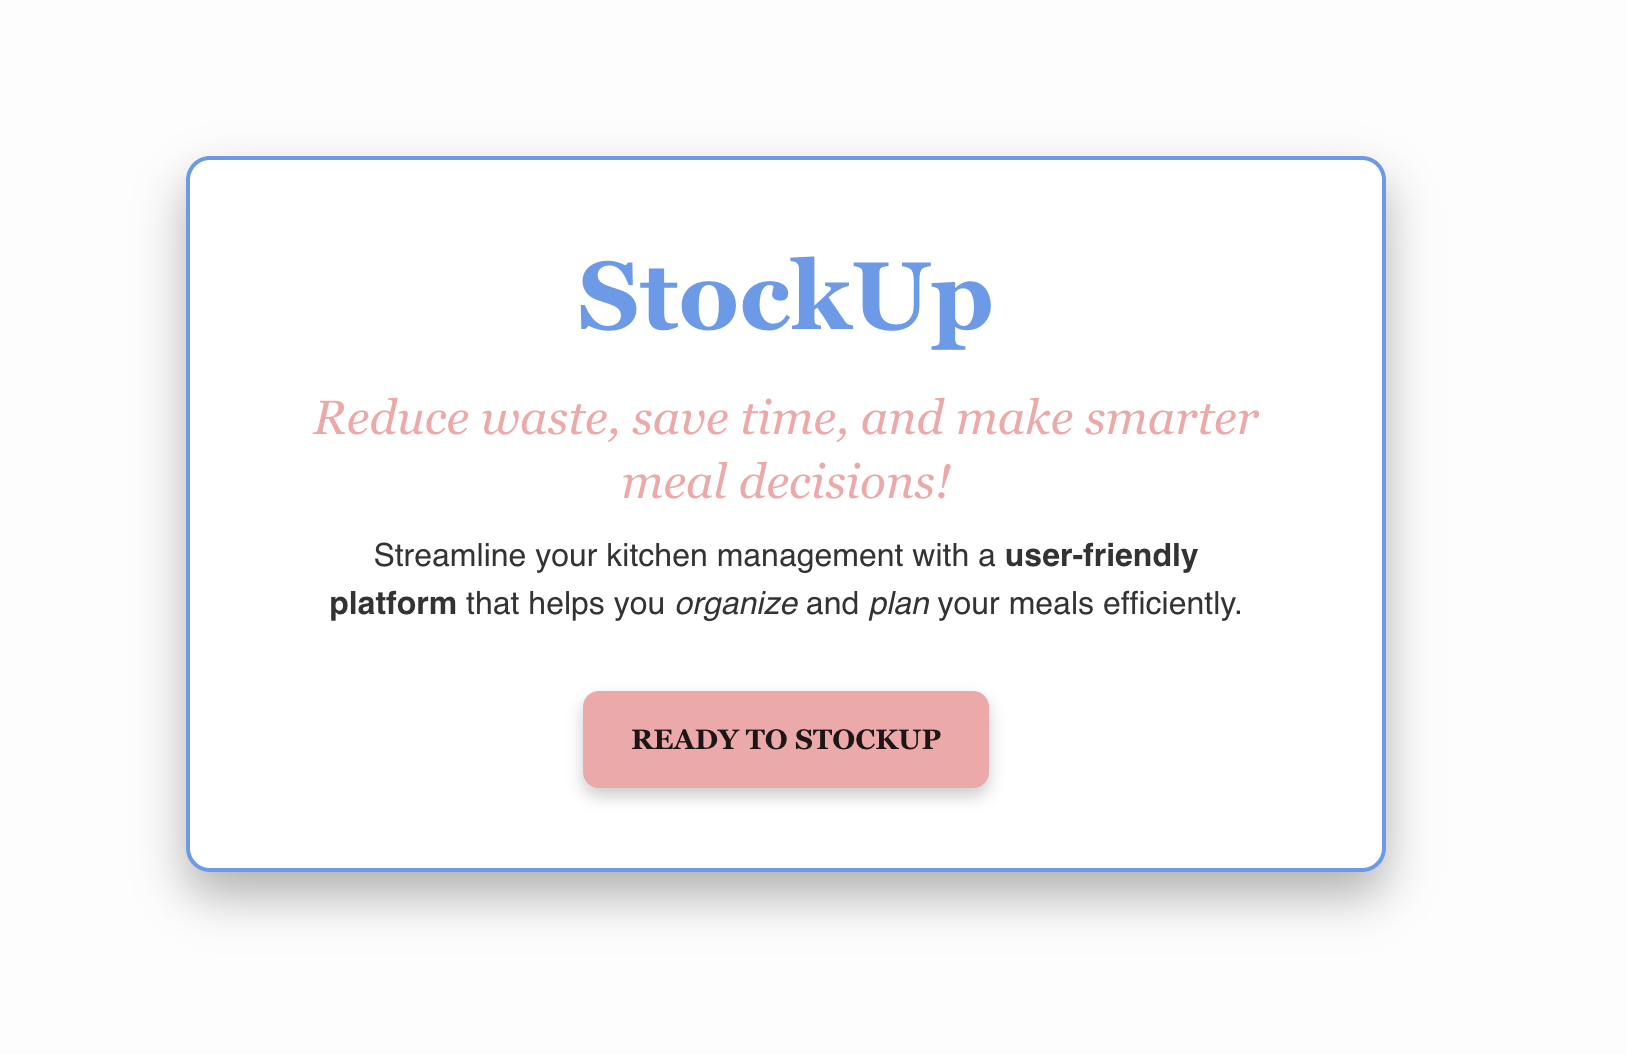 StockUp
Reduce waste, save time, and make smarter
meal decisions!
Streamline your kitchen management with a user-friendly
platform that helps you organize and plan your meals efficiently.
READY TO STOCKUP